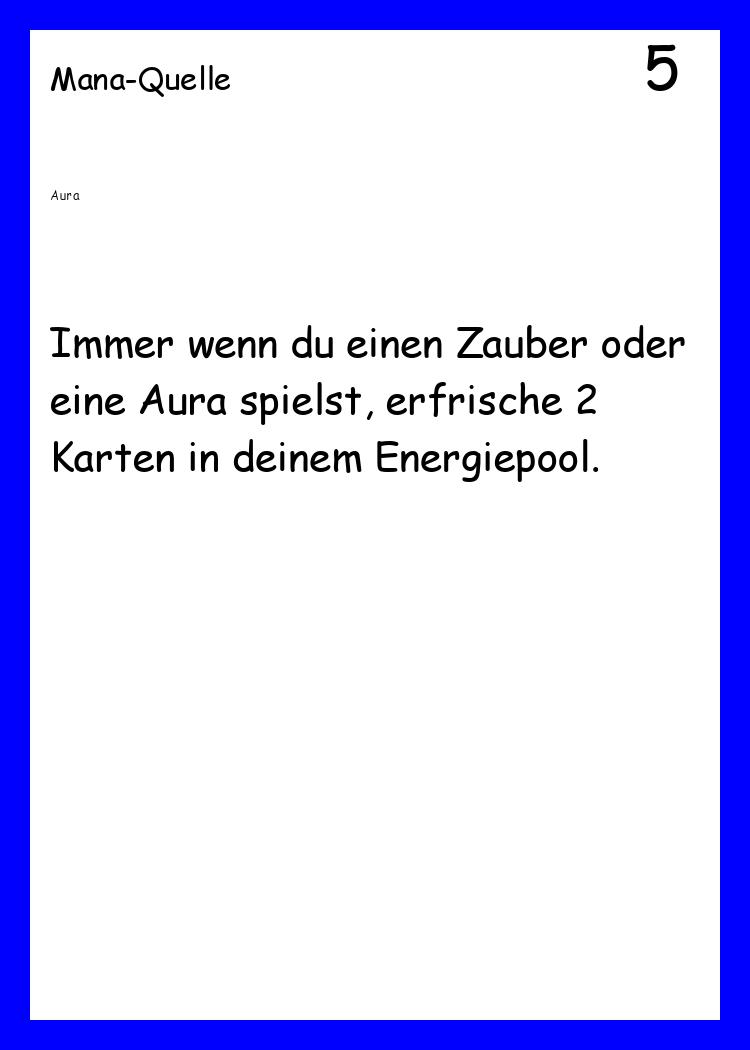 Mana-Quelle
5
Aura
Immer wenn du einen Zauber oder
eine Aura spielst, erfrische 2
Karten in deinem Energiepool.